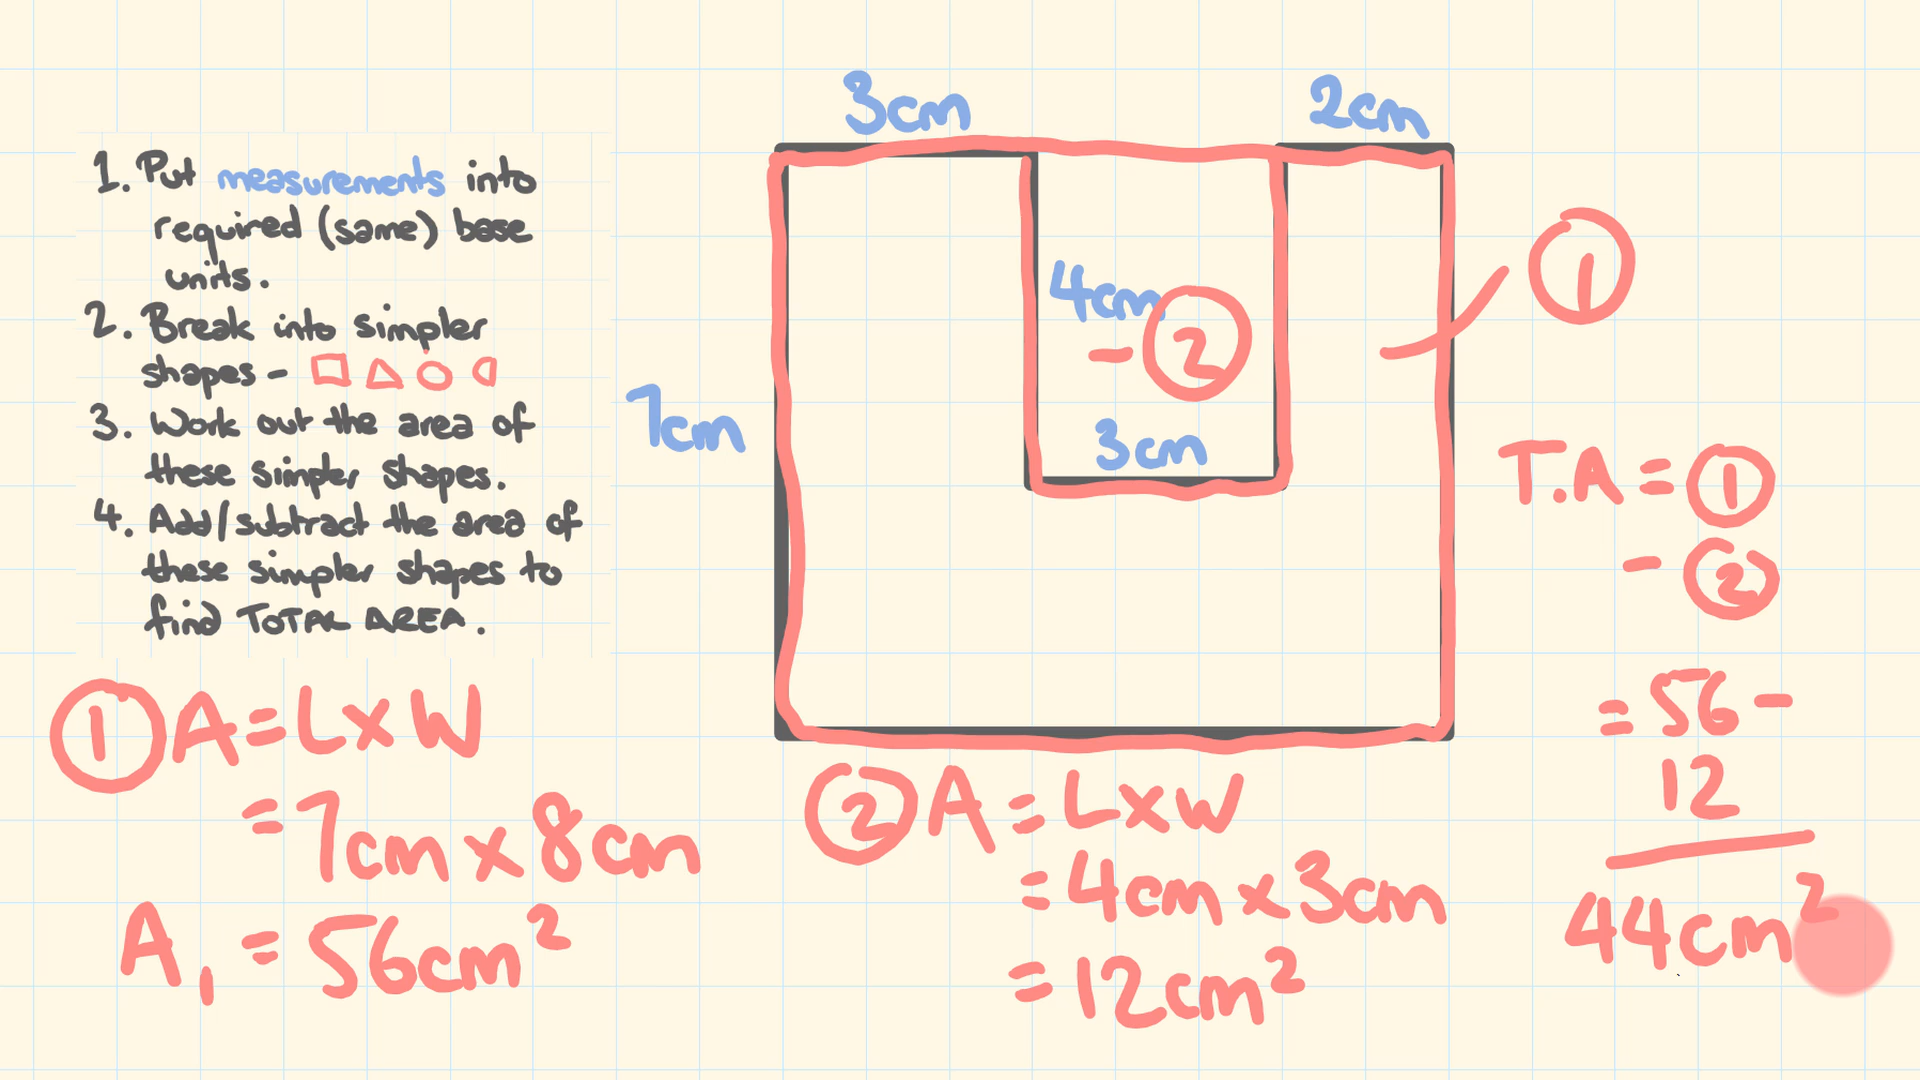 1. Put measurements into
required (same) base
units.
2. Break into simpler
shapes -
3. Work out the area of
these simpler shapes.
4. Add/subtract the area of
these simpler shapes to
find TOTAL AREA.
3cm
2cm
4cm
- 2
3cm
7cm
1
T.A = 1
- 2
= 56 -
12
44cm²
1 A = L x W
= 7cm x 8cm
A₁ = 56cm²
2 A = L x W
= 4cm x 3cm
= 12cm²